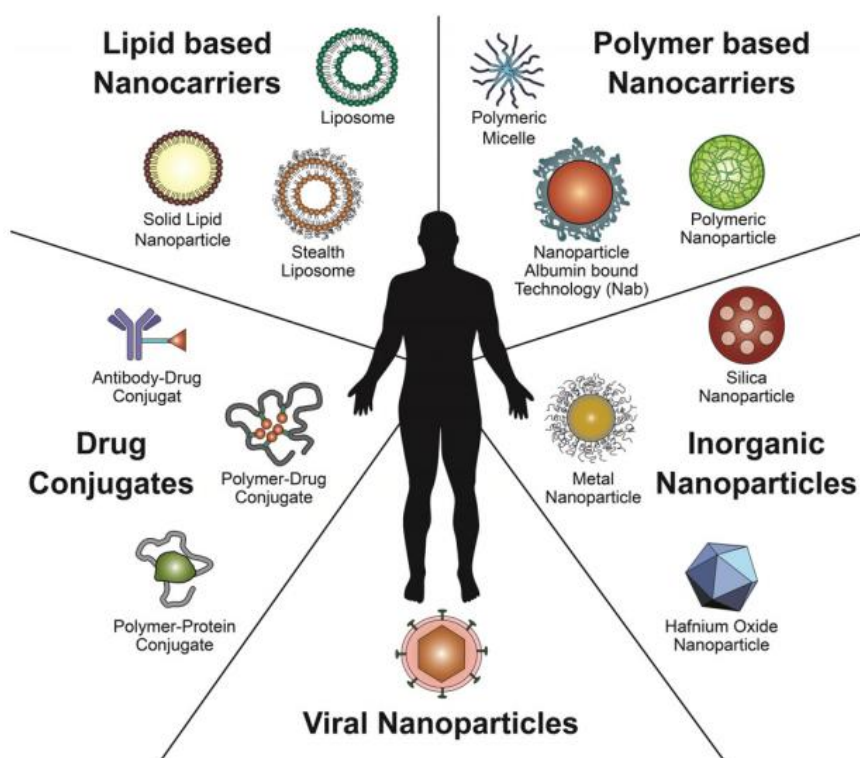 Lipid based
Nanocarriers
Liposome
Solid Lipid
Nanoparticle
Stealth
Liposome
Polymer based
Nanocarriers
Polymeric
Micelle
Nanoparticle
Albumin bound
Technology (Nab)
Polymeric
Nanoparticle
Antibody-Drug
Conjugat
Drug
Conjugates
Polymer-Drug
Conjugate
Polymer-Protein
Conjugate
Silica
Nanoparticle
Metal
Nanoparticle
Inorganic
Nanoparticles
Hafnium Oxide
Nanoparticle
Viral Nanoparticles